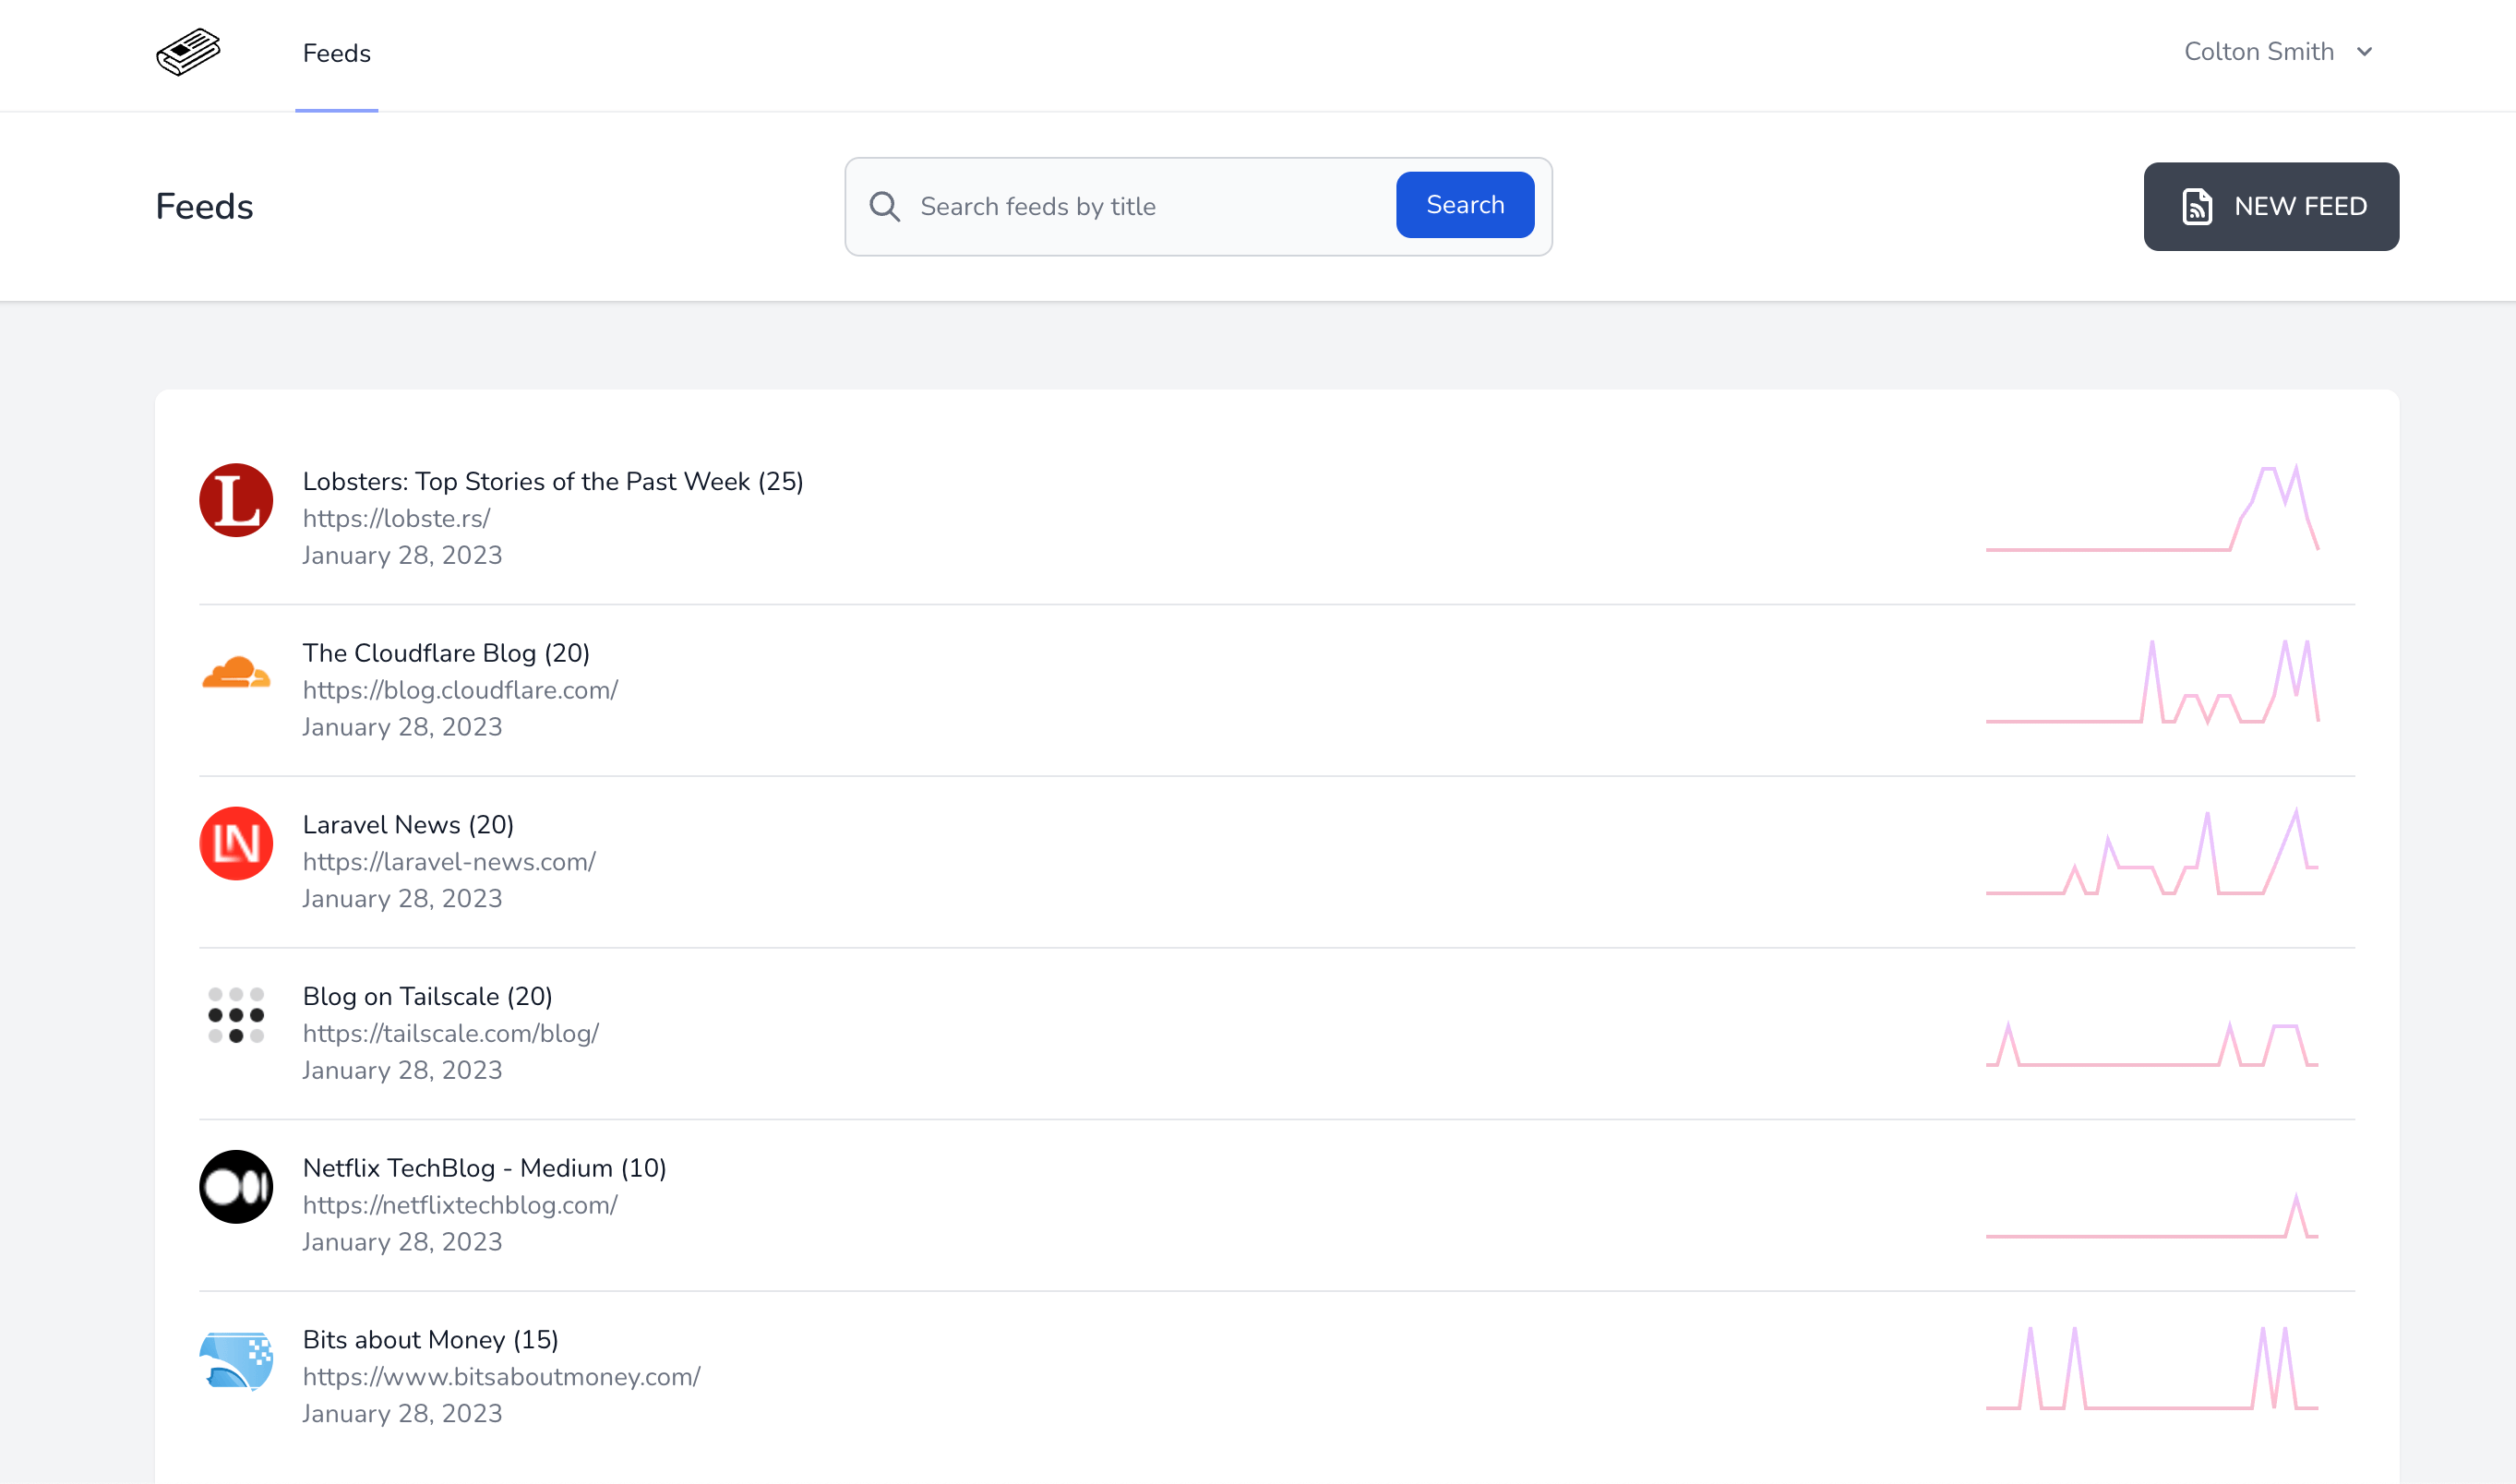 Feeds
Colton Smith
Feeds
Search feeds by title
Search
NEW FEED
L
Lobsters: Top Stories of the Past Week (25)
https://lobste.rs/
January 28, 2023
The Cloudflare Blog (20)
https://blog.cloudflare.com/
January 28, 2023
LN
Laravel News (20)
https://laravel-news.com/
January 28, 2023
Blog on Tailscale (20)
https://tailscale.com/blog/
January 28, 2023
Netflix TechBlog - Medium (10)
https://netflixtechblog.com/
January 28, 2023
Bits about Money (15)
https://www.bitsaboutmoney.com/
January 28, 2023